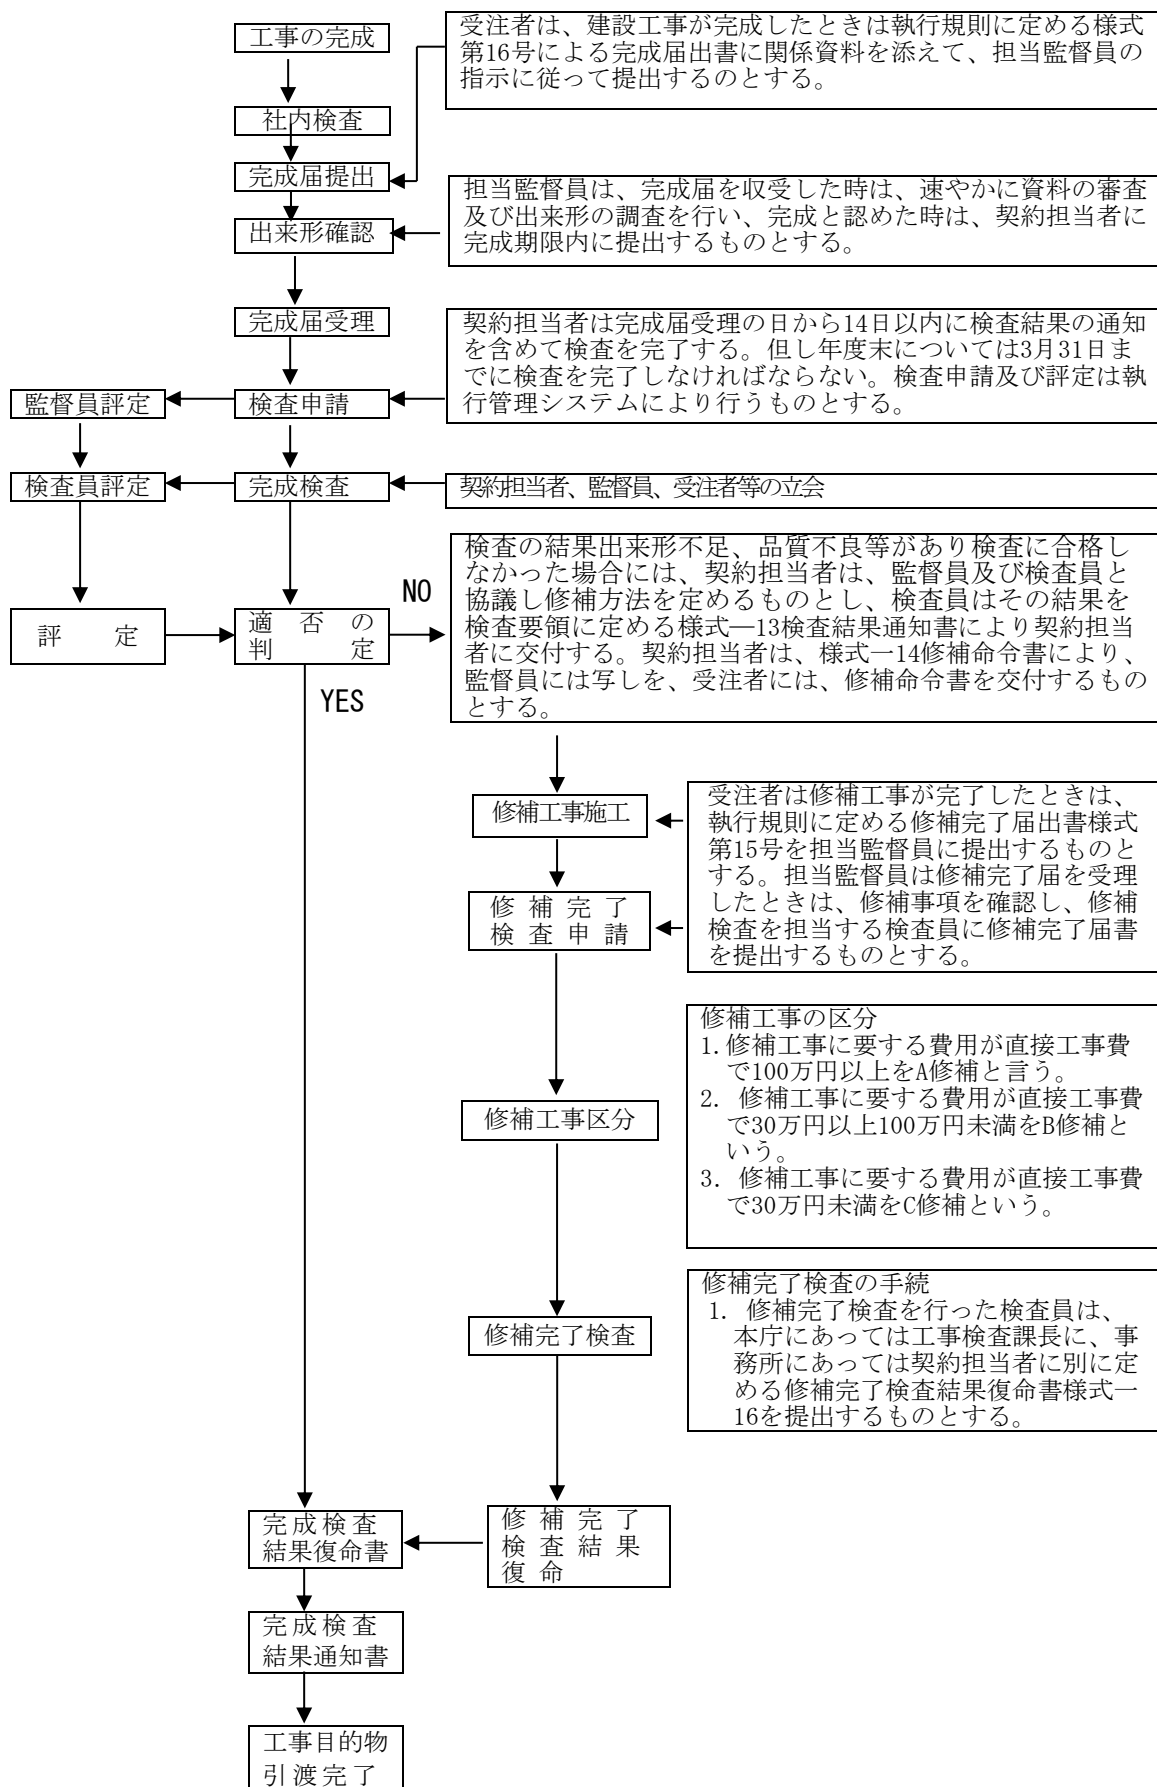 工事の完成
受注者は、建設工事が完成したときは執行規則に定める様式
第16号による完成届出書に関係資料を添えて、担当監督員の
指示に従って提出するのとする。
社内検査
完成届提出
担当監督員は、完成届を収受した時は、速やかに資料の審査
及び出来形の調査を行い、完成と認めた時は、契約担当者に
完成期限内に提出するものとする。
出来形確認
完成届受理
契約担当者は完成届受理の日から14日以内に検査結果の通知
を含めて検査を完了する。但し年度末については3月31日ま
でに検査を完了しなければならない。検査申請及び評定は執
行管理システムにより行うものとする。
監督員評定
検査申請
検査員評定
完成検査
契約担当者、監督員、受注者等の立会
検査の結果出来形不足、品質不良等があり検査に合格し
なかった場合には、契約担当者は、監督員及び検査員と
協議し修補方法を定めるものとし、検査員はその結果を
検査要領に定める様式―13検査結果通知書により契約担当
者に交付する。契約担当者は、様式―14修補命令書により、
監督員には写しを、受注者には、修補命令書を交付するもの
とする。
評 定
適 否 の
判 定
NO
YES
修補工事施工
受注者は修補工事が完了したときは、
執行規則に定める修補完了届出書様式
第15号を担当監督員に提出するものと
する。担当監督員は修補完了届を受理
したときは、修補事項を確認し、修補
検査を担当する検査員に修補完了届書
を提出するものとする。
修 補 完 了
検 査 申 請
修補工事の区分
1.修補工事に要する費用が直接工事費
で100万円以上をA修補と言う。
2. 修補工事に要する費用が直接工事費
で30万円以上100万円未満をB修補と
いう。
3. 修補工事に要する費用が直接工事費
で30万円未満をC修補という。
修補工事区分
修補完了検査の手続
1. 修補完了検査を行った検査員は、
本庁にあっては工事検査課長に、事
務所にあっては契約担当者に別に定
める修補完了検査結果復命書様式―
16を提出するものとする。
修補完了検査
修 補 完 了
検 査 結 果
復 命
完成検査
結果復命書
完成検査
結果通知書
工事目的物
引渡完了